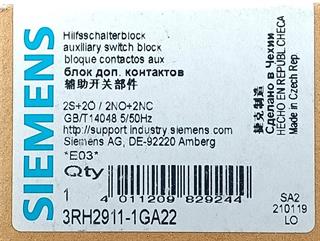 SIEMENS
Hilfsschalterblock
auxiliary switch block
bloque contactos aux
блок доп. контактов
辅助开关部件
2S+2Ö / 2NO+2NC
GB/T14048 5/50Hz
http://support industry siemens com
Siemens AG, DE-92220 Amberg
*E03*
Qty
1
4 011209 829244
3RH2911-1GA22
捷克制造
Сделано в Чехии
HECHO EN REPUBL CHECA
Made in Czech Rep.
SA2
210119
LO